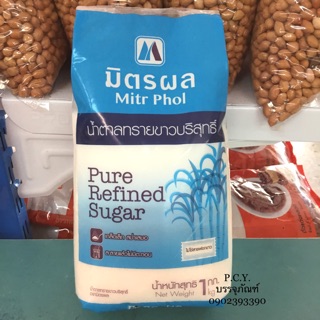 มิตรผล
Mitr Phol
น้ำตาลทรายขาวบริสุทธิ์
Pure
Refined
Sugar
น้ำหนักสุทธิ 1 กก.
Net Weight
P.C.Y.
บรรจุภัณฑ์
0902393390